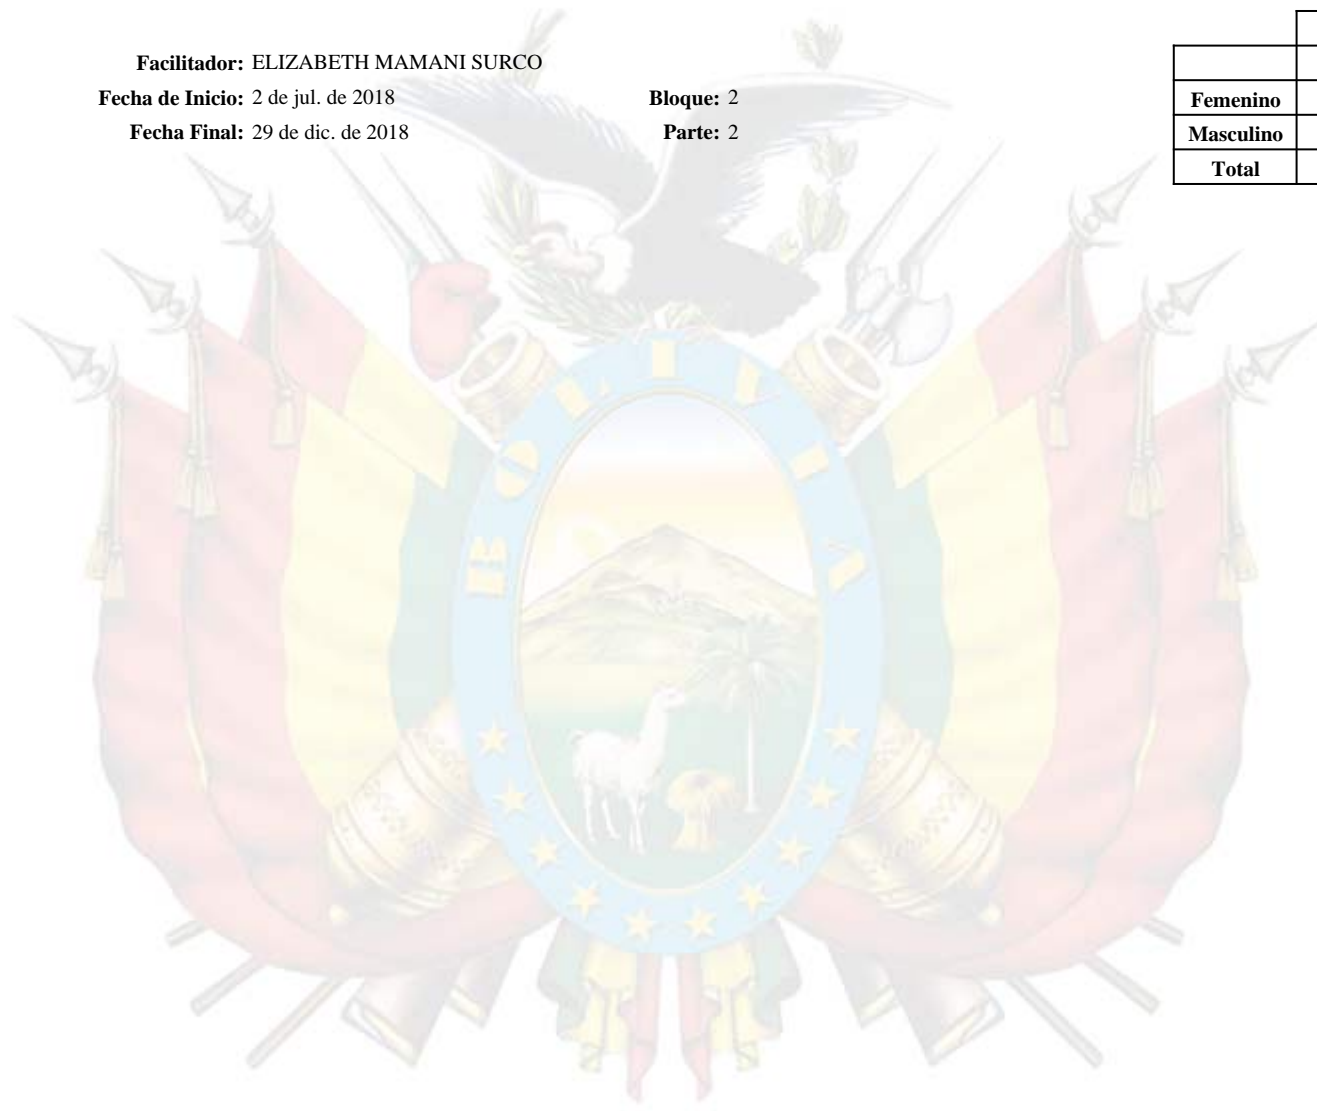 Facilitador: ELIZABETH MAMANI SURCO
Fecha de Inicio: 2 de jul. de 2018 Bloque: 2
Fecha Final: 29 de dic. de 2018 Parte: 2
Femenino
Masculino
Total
BOLIVIA